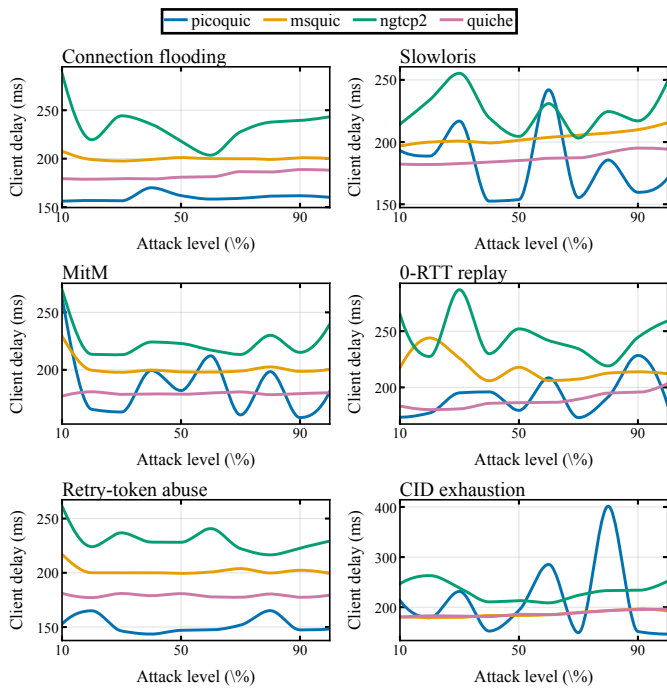 picoquic msquic ngtcp2 quiche
Connection flooding
Client delay (ms)
250
200
150
10 50 90
Attack level (\%)
Slowloris
Client delay (ms)
250
200
150
10 50 90
Attack level (\%)
MitM
Client delay (ms)
200
10 50 90
Attack level (\%)
0-RTT replay
Client delay (ms)
250
200
10 50 90
Attack level (\%)
Retry-token abuse
Client delay (ms)
250
200
150
10 50 90
Attack level (\%)
CID exhaustion
Client delay (ms)
400
300
200
10 50 90
Attack level (\%)